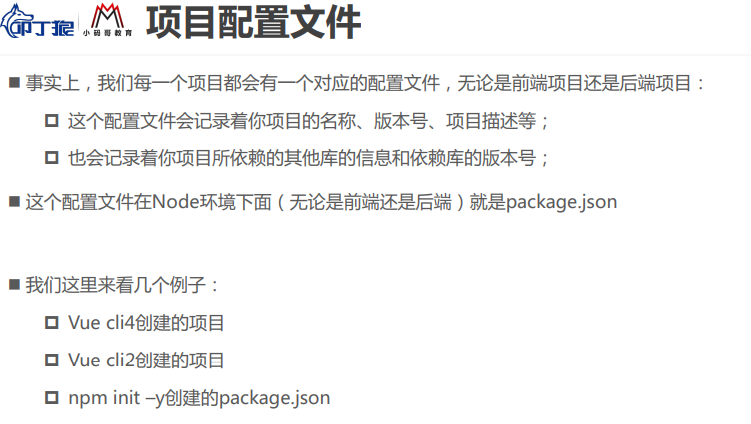 叩丁狼
小码哥教育
项目配置文件
■ 事实上，我们每一个项目都会有一个对应的配置文件，无论是前端项目还是后端项目：
这个配置文件会记录着你项目的名称、版本号、项目描述等；
也会记录着你项目所依赖的其他库的信息和依赖库的版本号；
■ 这个配置文件在Node环境下面（无论是前端还是后端）就是package.json
■ 我们这里来看几个例子：
Vue cli4创建的项目
Vue cli2创建的项目
npm init –y创建的package.json